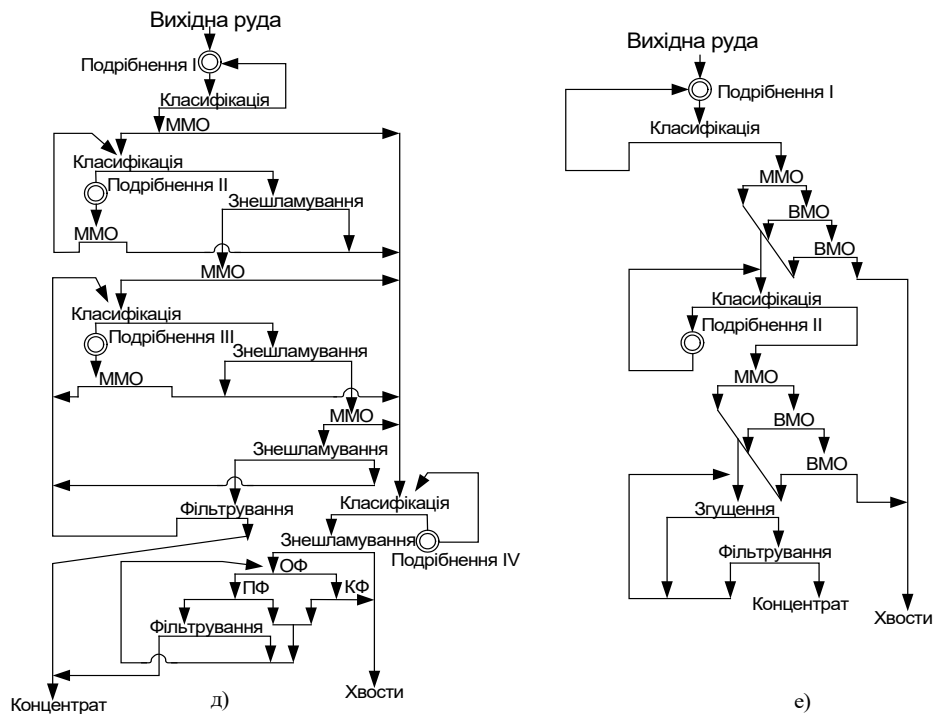 Вихідна руда
Подрібнення I
Класифікація
ММО
Класифікація
Подрібнення II
Знешламування
ММО
ММО
Класифікація
Подрібнення III
Знешламування
ММО
ММО
Знешламування
Класифікація
Фільтрування
Знешламування
Подрібнення IV
ОФ
ПФ
КФ
Фільтрування
Концентрат
Хвости
д)
Вихідна руда
Подрібнення I
Класифікація
ММО
ВМО
ВМО
Класифікація
Подрібнення II
ММО
ВМО
ВМО
Згущення
Фільтрування
Концентрат
Хвости
е)